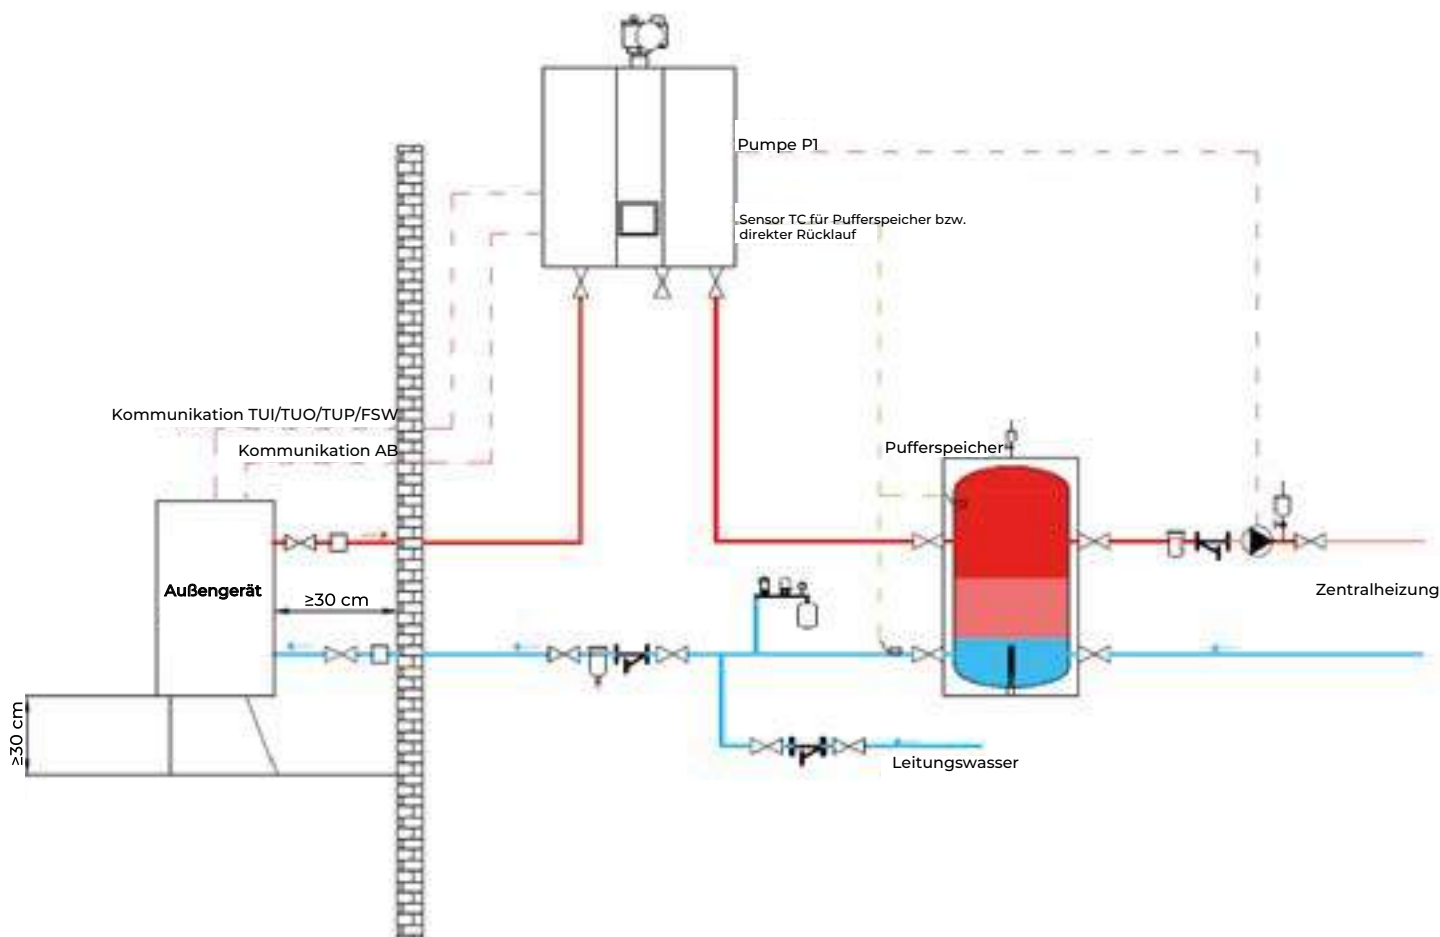 Pumpe P1
Sensor TC für Pufferspeicher bzw.
direkter Rücklauf
Kommunikation TUI/TUO/TUP/FSW
Kommunikation AB
Pufferspeicher
Außengerät
≥30 cm
Zentralheizung
≥30 cm
Leitungswasser